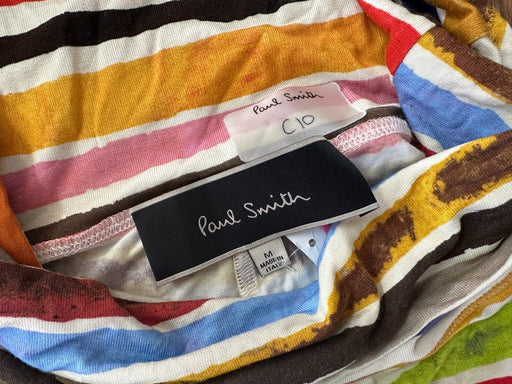 Paul Smith
C10
Paul Smith
M
MADE IN
ITALY